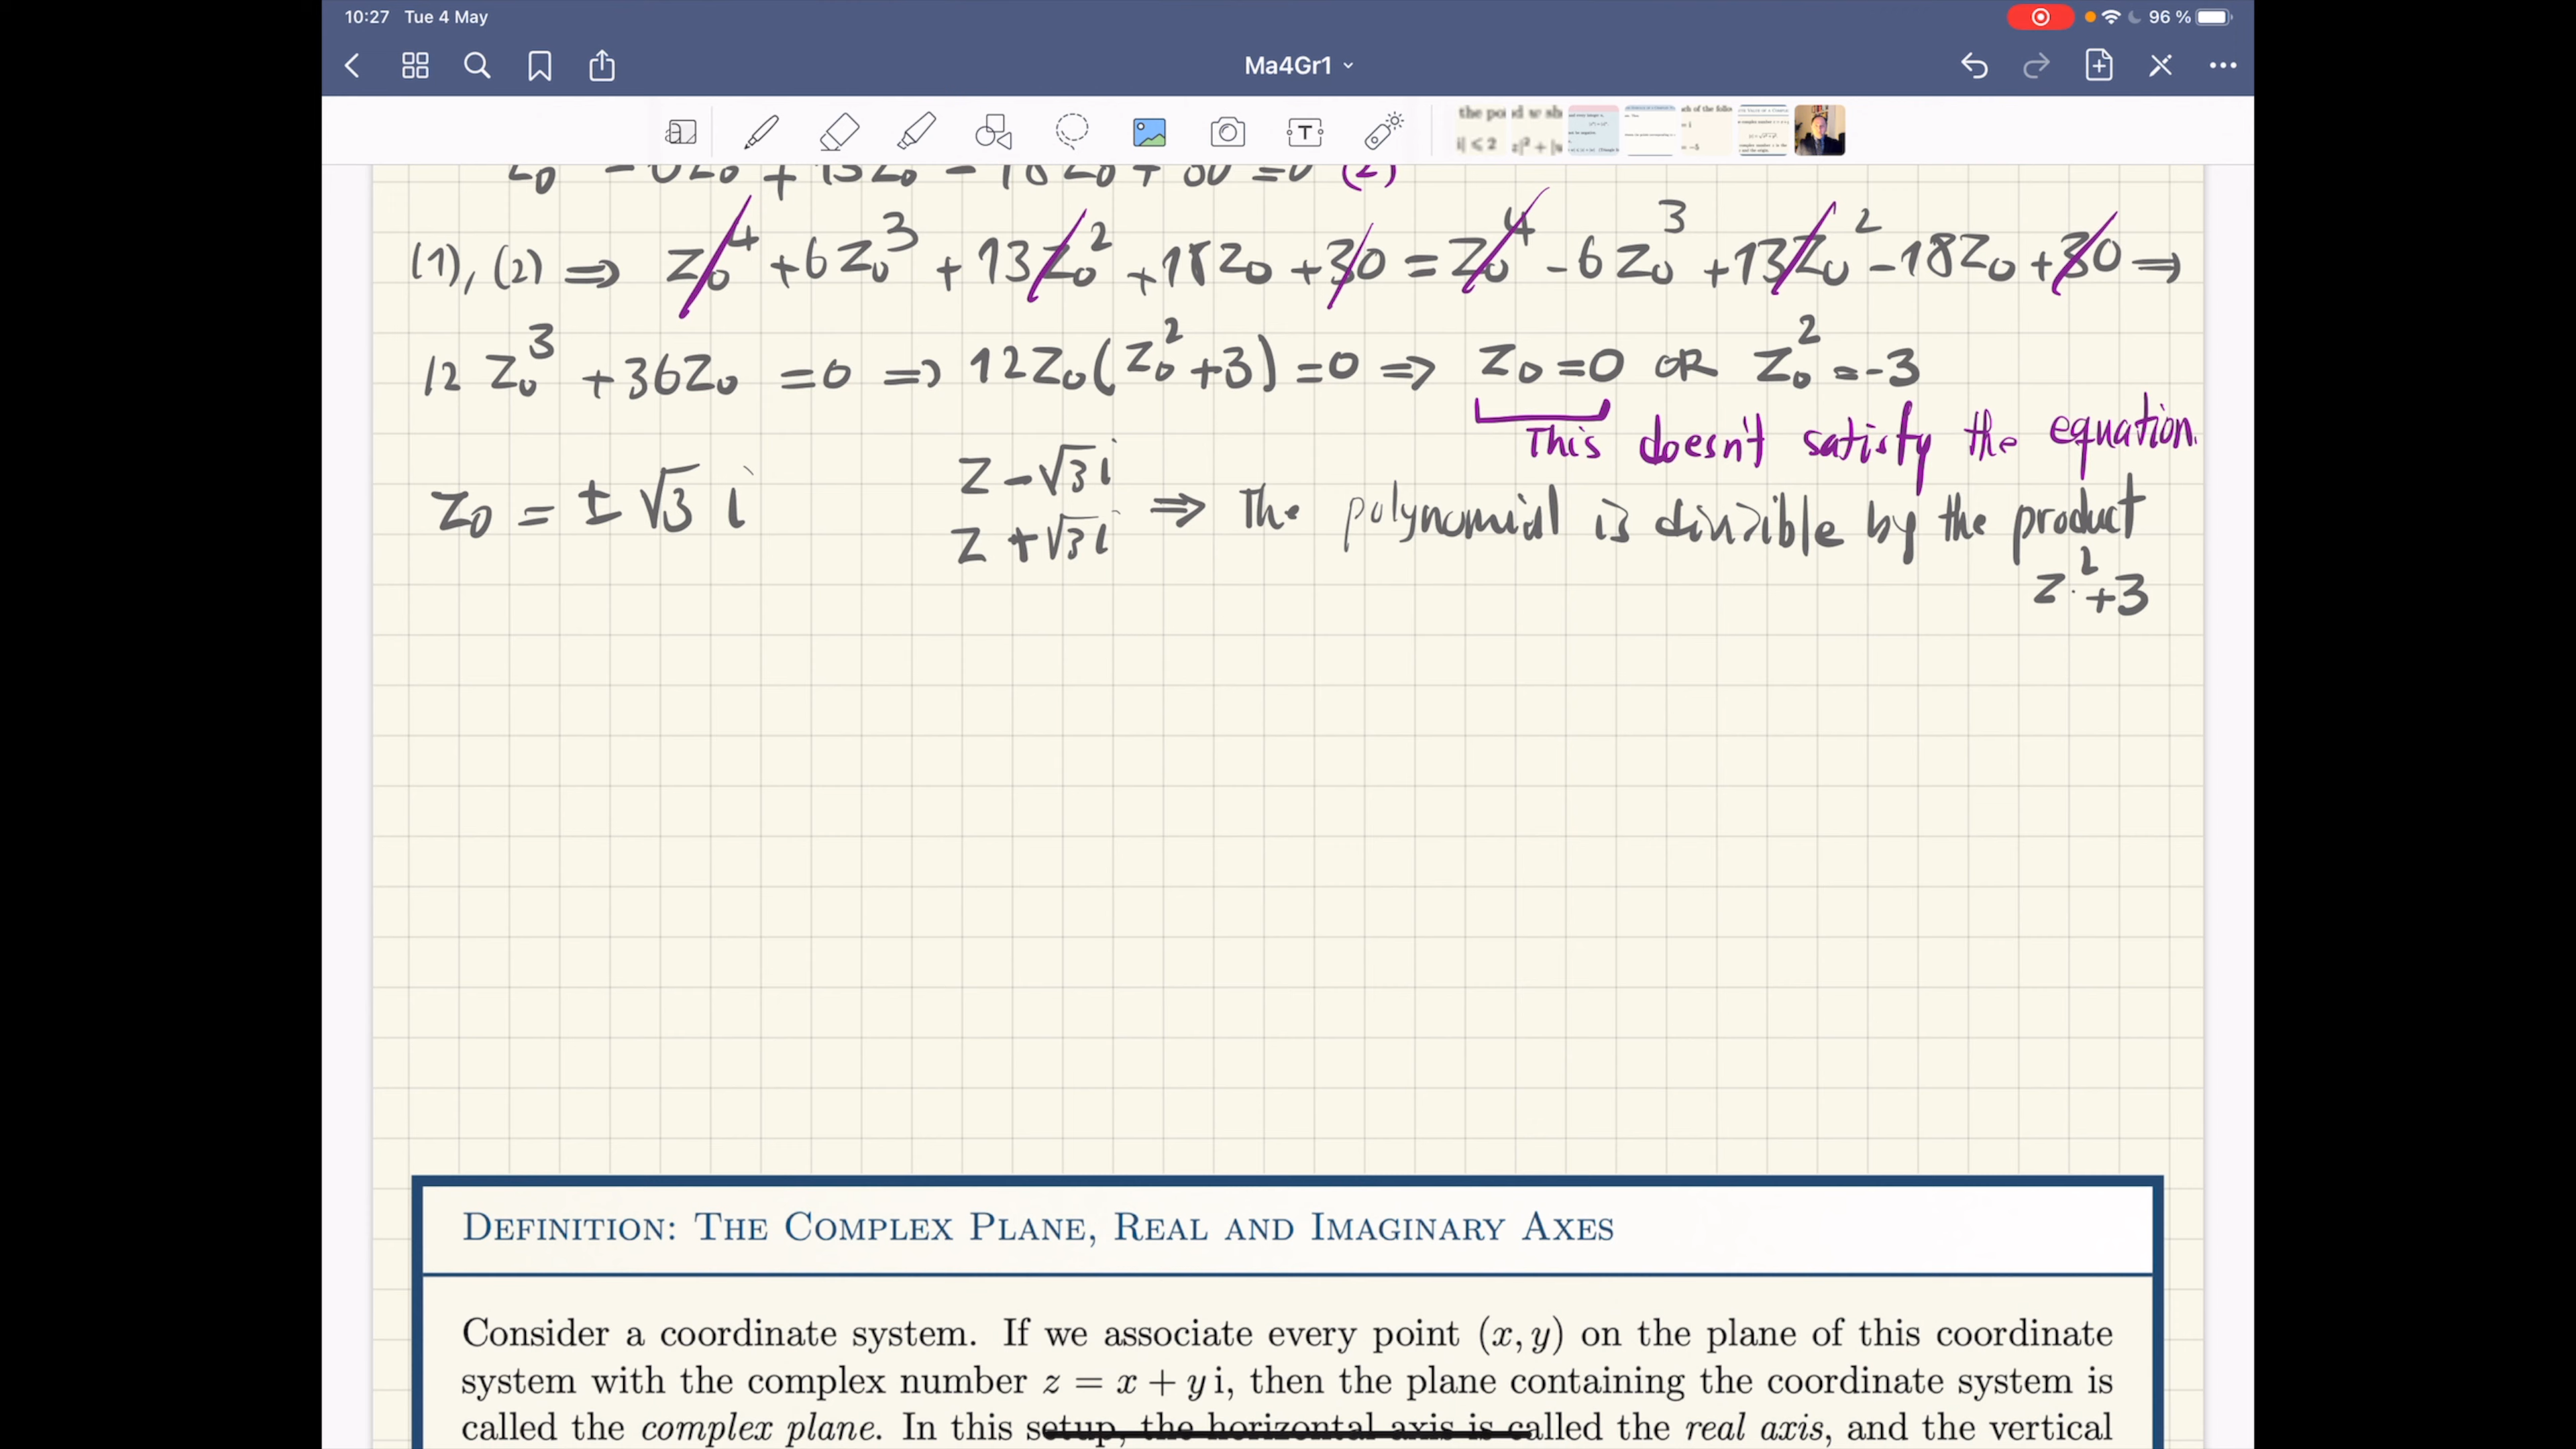 10:27 Tue 4 May 96 %
Ma4Gr1
(2)
(1), (2) ⇒ z₀⁴ + 6z₀³ + 13z₀² + 18z₀ + 30 = z₀⁴ - 6z₀³ + 13z₀² - 18z₀ + 30 ⇒
12 z₀³ + 36z₀ = 0 ⇒ 12z₀(z₀² + 3) = 0 ⇒ z₀ = 0 OR z₀² = -3
This doesn't satisfy the equation.
z₀ = ± √3 i
z - √3 i
z + √3 i
⇒ The polynomial is divisible by the product
z² + 3
DEFINITION: THE COMPLEX PLANE, REAL AND IMAGINARY AXES
Consider a coordinate system. If we associate every point (x, y) on the plane of this coordinate
system with the complex number z = x + y i, then the plane containing the coordinate system is
called the complex plane. In this setup, the horizontal axis is called the real axis, and the vertical